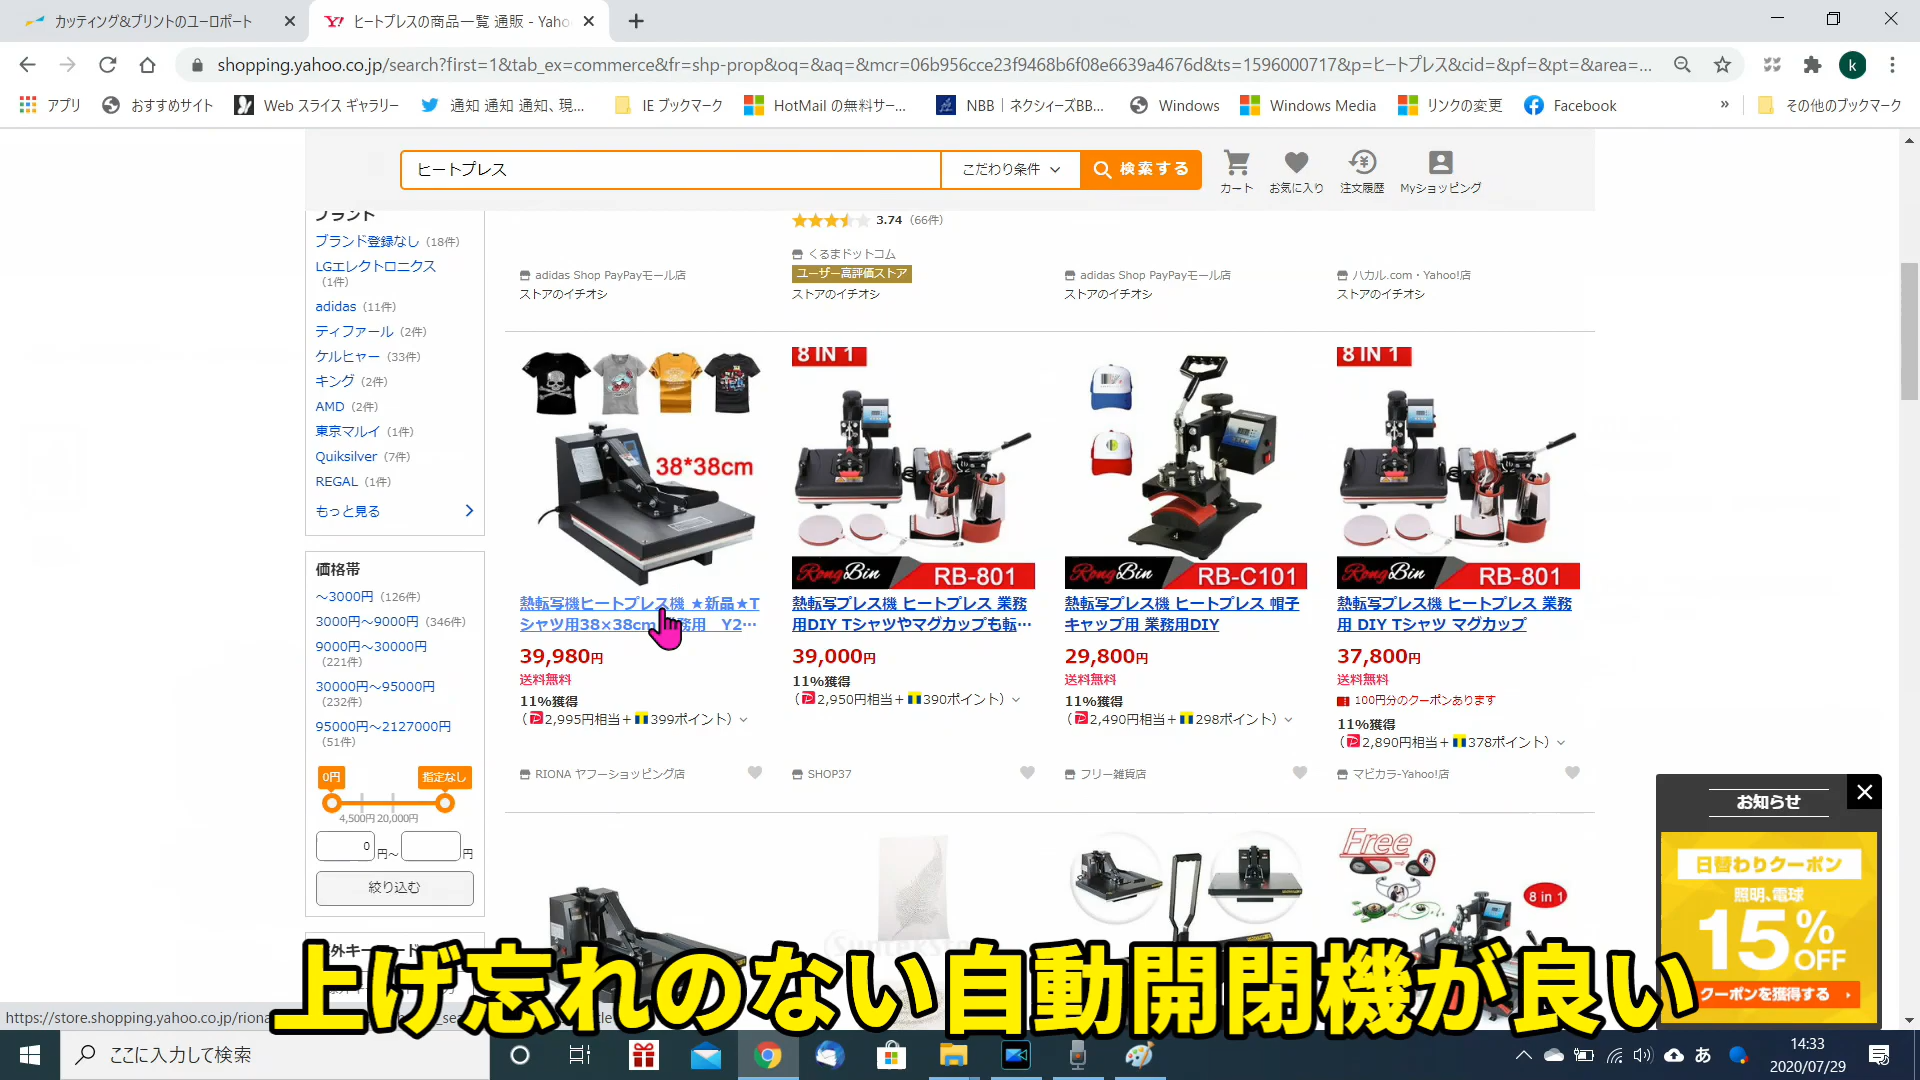 カッティング&プリントのユーロポート
ヒートプレスの商品一覧 通販 - Yaho
shopping.yahoo.co.jp/search?first=1&tab_ex=commerce&fr=shp-prop&oq=&aq=&mcr=06b956cce23f9468b6f08e6639a4676d&ts=1596000717&p=ヒートプレス&cid=&pf=&pt=&area=...
k
アプリ おすすめサイト Web スライス ギャラリー 通知 通知 通知、現... IE ブックマーク HotMail の無料サー... NBB｜ネクシィーズBB... Windows Windows Media リンクの変更 Facebook » その他のブックマーク
ヒートプレス こだわり条件 検索する
カート お気に入り 注文履歴 Myショッピング
ブランド
ブランド登録なし（18件）
LGエレクトロニクス
（1件）
adidas（11件）
ティファール（2件）
ケルヒャー（33件）
キング（2件）
AMD（2件）
東京マルイ（1件）
Quiksilver（7件）
REGAL（1件）
もっと見る
価格帯
～3000円（126件）
3000円～9000円（346件）
9000円～30000円
（221件）
30000円～95000円
（232件）
95000円～2127000円
（51件）
0円 指定なし
4,500円 20,000円
0 円～ 円
絞り込む
adidas Shop PayPayモール店
ストアのイチオシ
3.74（66件）
くるまドットコム
ユーザー高評価ストア
ストアのイチオシ
adidas Shop PayPayモール店
ストアのイチオシ
ハカル.com・Yahoo!店
ストアのイチオシ
38*38cm
熱転写機ヒートプレス機 ★新品★T
シャツ用38×38cm 業務用 Y2…
39,980円
送料無料
11%獲得
（2,995円相当＋399ポイント）
RIONA ヤフーショッピング店
8 IN 1
RongBin RB-801
熱転写プレス機 ヒートプレス 業務
用DIY Tシャツやマグカップも転…
39,000円
11%獲得
（2,950円相当＋390ポイント）
SHOP37
RongBin RB-C101
熱転写プレス機 ヒートプレス 帽子
キャップ用 業務用DIY
29,800円
送料無料
11%獲得
（2,490円相当＋298ポイント）
フリー雑貨店
8 IN 1
RongBin RB-801
熱転写プレス機 ヒートプレス 業務
用 DIY Tシャツ マグカップ
37,800円
送料無料
100円分のクーポンあります
11%獲得
（2,890円相当＋378ポイント）
マピカラ-Yahoo!店
Free
8 in 1
お知らせ
日替わりクーポン
照明、電球
15%
OFF
クーポンを獲得する
上げ忘れのない自動開閉機が良い
https://store.shopping.yahoo.co.jp/riona
ここに入力して検索
あ
14:33
2020/07/29